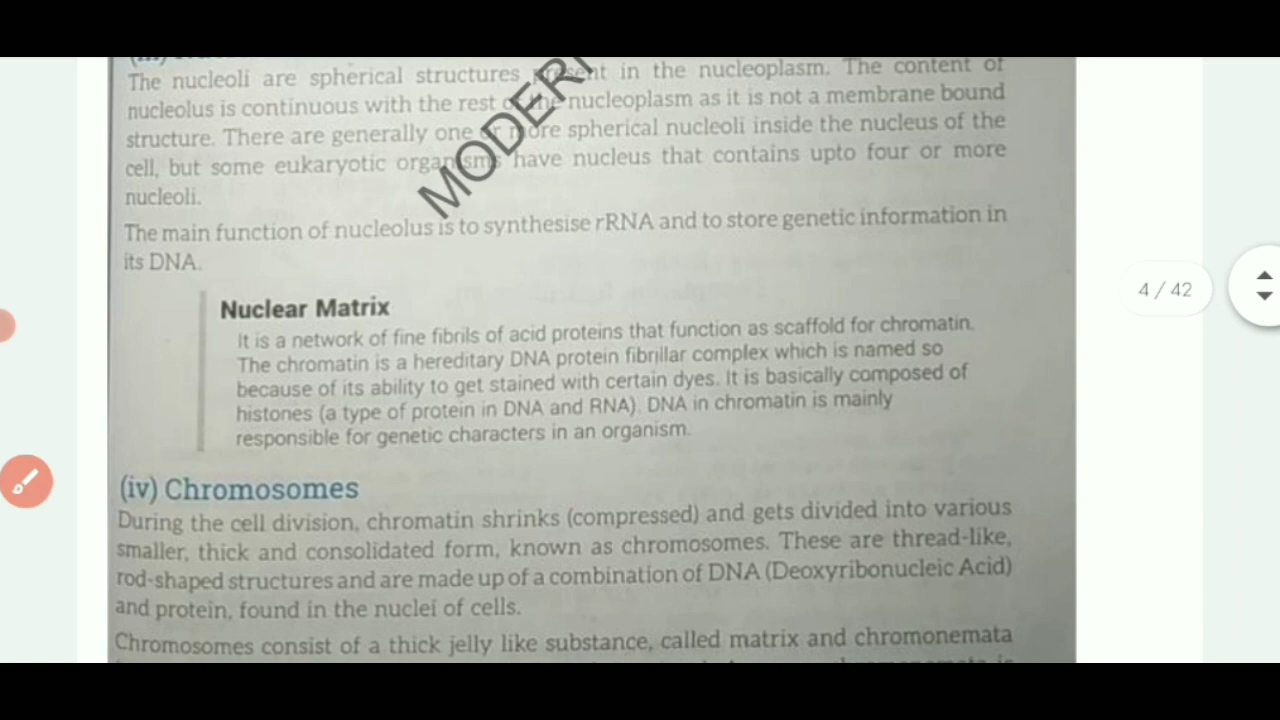 The nucleoli are spherical structures present in the nucleoplasm. The content of
nucleolus is continuous with the rest of the nucleoplasm as it is not a membrane bound
structure. There are generally one or more spherical nucleoli inside the nucleus of the
cell, but some eukaryotic organisms have nucleus that contains upto four or more
nucleoli.
The main function of nucleolus is to synthesise rRNA and to store genetic information in
its DNA.
MODER
Nuclear Matrix
It is a network of fine fibrils of acid proteins that function as scaffold for chromatin.
The chromatin is a hereditary DNA protein fibrillar complex which is named so
because of its ability to get stained with certain dyes. It is basically composed of
histones (a type of protein in DNA and RNA). DNA in chromatin is mainly
responsible for genetic characters in an organism.
4 / 42
(iv) Chromosomes
During the cell division, chromatin shrinks (compressed) and gets divided into various
smaller, thick and consolidated form, known as chromosomes. These are thread-like,
rod-shaped structures and are made up of a combination of DNA (Deoxyribonucleic Acid)
and protein, found in the nuclei of cells.
Chromosomes consist of a thick jelly like substance, called matrix and chromonemata